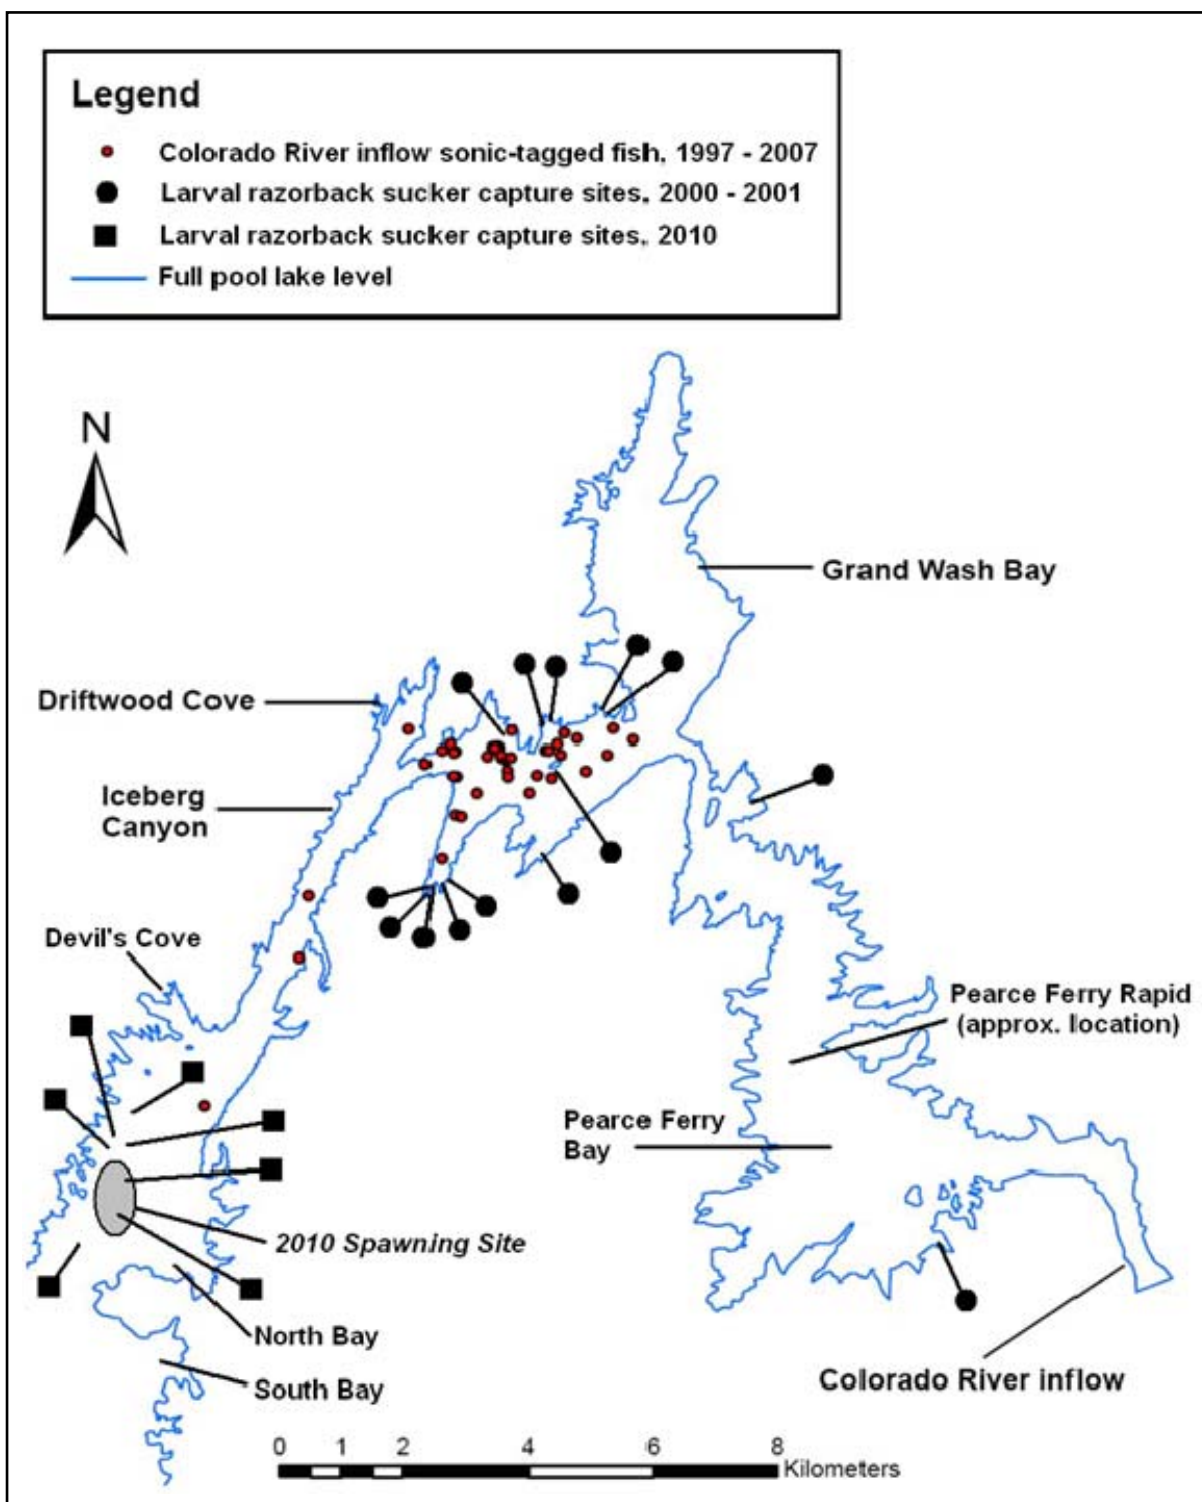 Legend
Colorado River inflow sonic-tagged fish, 1997 - 2007
Larval razorback sucker capture sites, 2000 - 2001
Larval razorback sucker capture sites, 2010
Full pool lake level
N
Grand Wash Bay
Driftwood Cove
Iceberg
Canyon
Devil's Cove
Pearce Ferry Rapid
(approx. location)
Pearce Ferry
Bay
2010 Spawning Site
North Bay
South Bay
Colorado River inflow
0 1 2 4 6 8
Kilometers